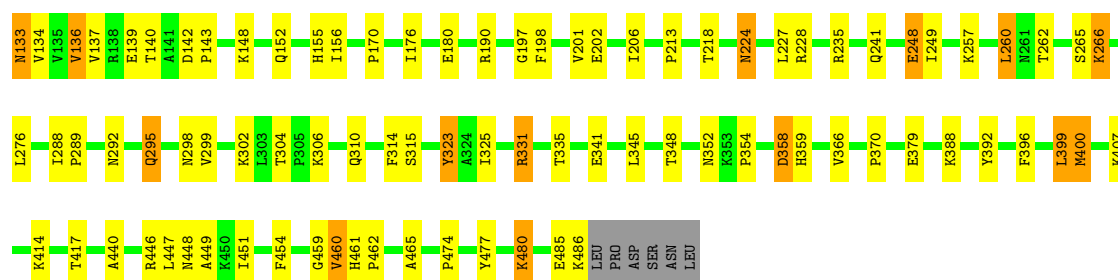 N133 V134 V135 V136 V137 R138 E139 T140 A141 D142 P143 K148 Q152 H155 I156 P170 I176 E180 R190 G197 F198 V201 E202 I206 P213 T218 N224 L227 R228 R235 Q241 E248 I249 K257 L260 N261 T262 S265 K266
L276 I288 P289 N292 Q295 N298 V299 K302 L303 T304 P305 K306 Q310 F314 S315 Y323 A324 I325 R331 T335 E341 L345 T348 N352 K353 P354 D358 H359 V366 P370 E379 K388 Y392 F396 L399 M400 K407
K414 T417 A440 R446 L447 N448 A449 K450 I451 F454 G459 V460 H461 P462 A465 P474 Y477 K480 E485 K486 LEU PRO ASP SER ASN LEU